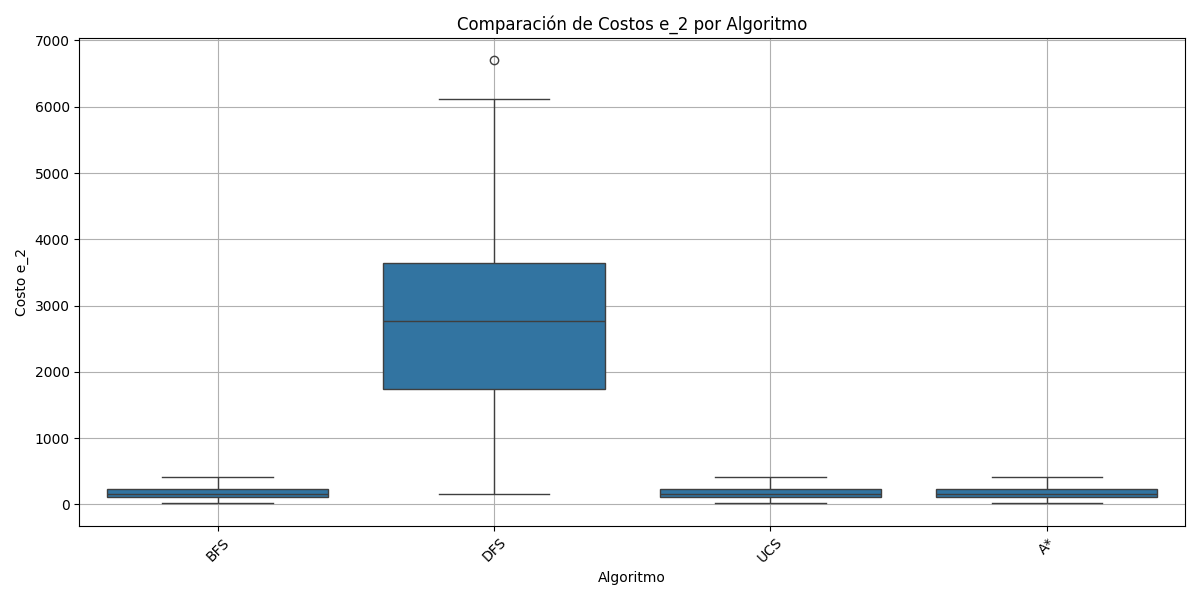 Comparación de Costos e_2 por Algoritmo
7000
6000
5000
4000
3000
2000
1000
0
Costo e_2
BFS
DFS
UCS
A*
Algoritmo